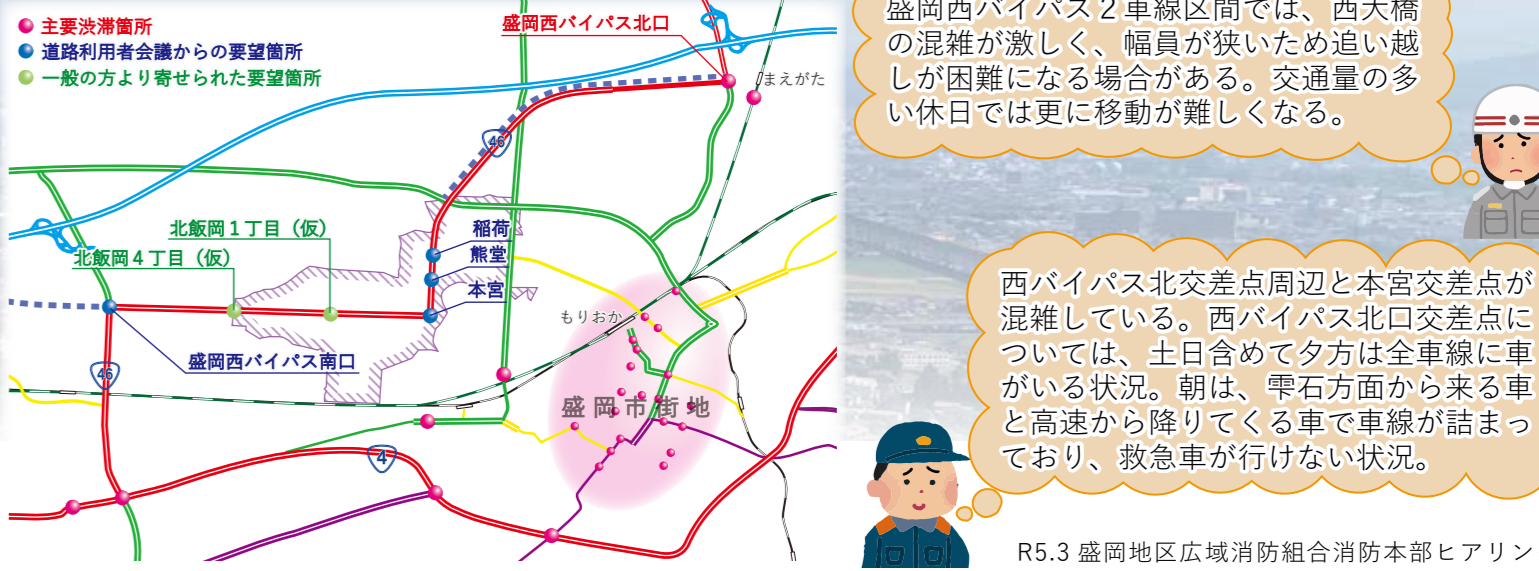 主要渋滞箇所
道路利用者会議からの要望箇所
一般の方より寄せられた要望箇所
盛岡西バイパス北口
まえがた
46
北飯岡1丁目（仮）
北飯岡4丁目（仮）
稲荷
熊堂
本宮
もりおか
盛岡西バイパス南口
46
盛岡市街地
4
盛岡西バイパス2車線区間では、西大橋
の混雑が激しく、幅員が狭いため追い越
しが困難になる場合がある。交通量の多
い休日では更に移動が難しくなる。
西バイパス北交差点周辺と本宮交差点が
混雑している。西バイパス北口交差点に
ついては、土日含めて夕方は全車線に車
がいる状況。朝は、雫石方面から来る車
と高速から降りてくる車で車線が詰まっ
ており、救急車が行けない状況。
R5.3 盛岡地区広域消防組合消防本部ヒアリン